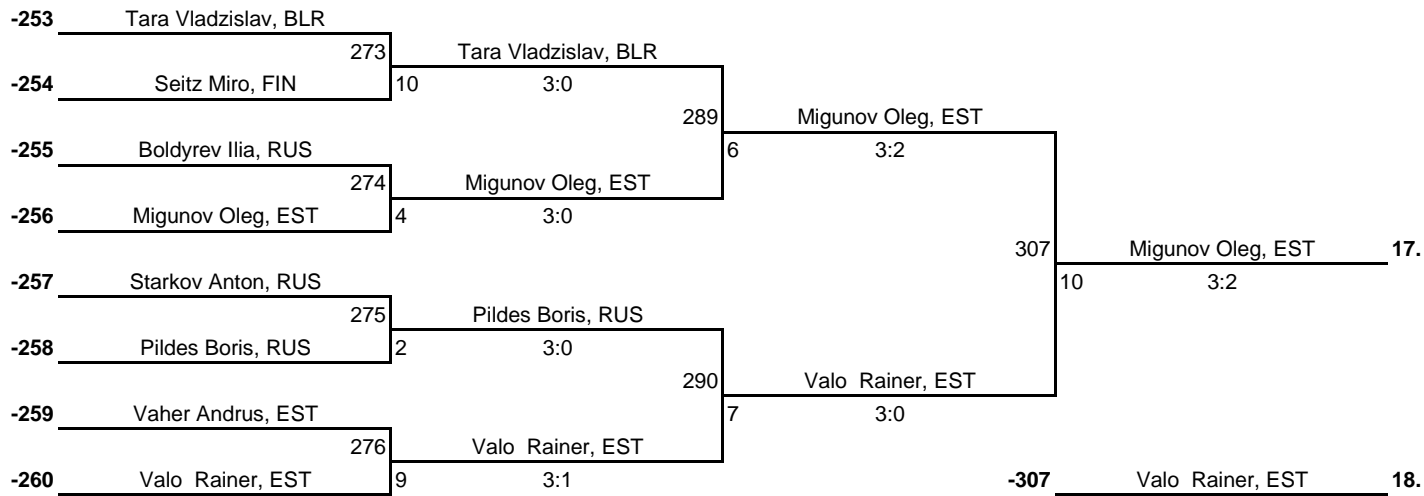 -253 Tara Vladzislav, BLR
273 Tara Vladzislav, BLR
-254 Seitz Miro, FIN 10 3:0
289 Migunov Oleg, EST
-255 Boldyrev Ilia, RUS 6 3:2
274 Migunov Oleg, EST
-256 Migunov Oleg, EST 4 3:0
307 Migunov Oleg, EST 17.
-257 Starkov Anton, RUS 10 3:2
275 Pildes Boris, RUS
-258 Pildes Boris, RUS 2 3:0
290 Valo Rainer, EST
-259 Vaher Andrus, EST 7 3:0
276 Valo Rainer, EST
-260 Valo Rainer, EST 9 3:1 -307 Valo Rainer, EST 18.